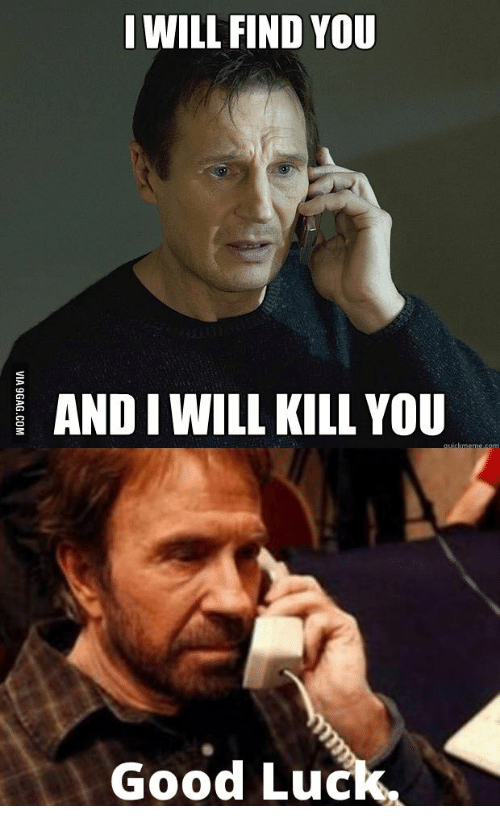 I WILL FIND YOU
AND I WILL KILL YOU
VIA 9GAG.COM
quickmeme.com
Good Luck.